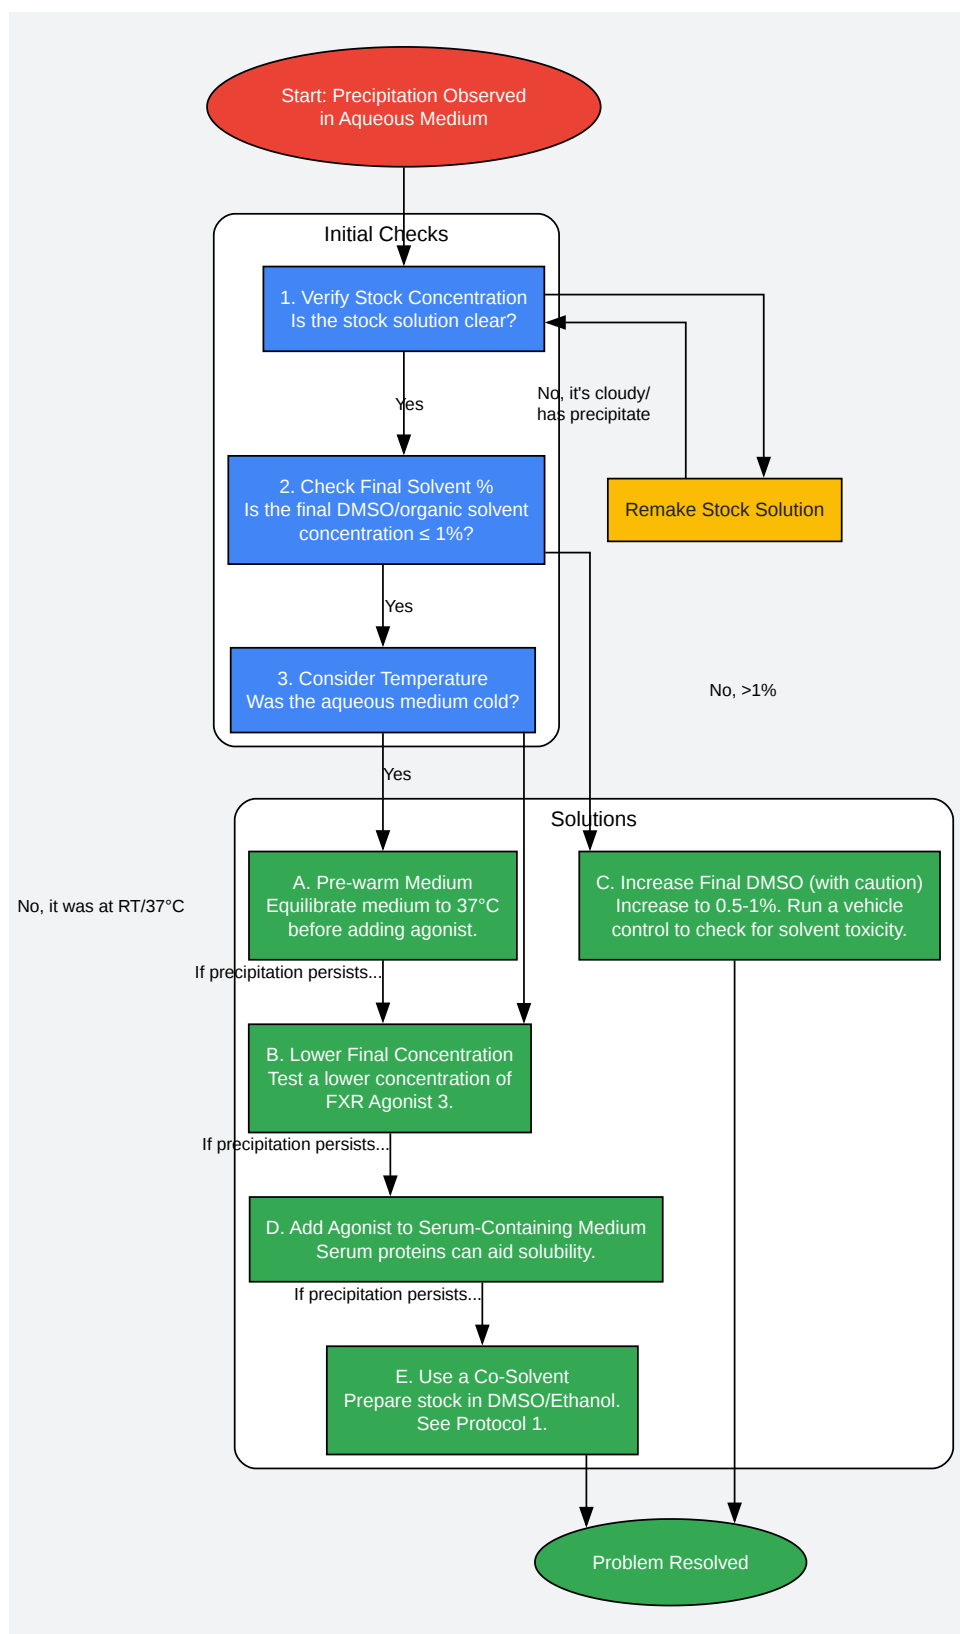 Start: Precipitation Observed
in Aqueous Medium
Initial Checks
1. Verify Stock Concentration
Is the stock solution clear?
Yes
No, it's cloudy/
has precipitate
2. Check Final Solvent %
Is the final DMSO/organic solvent
concentration ≤ 1%?
Remake Stock Solution
Yes
3. Consider Temperature
Was the aqueous medium cold?
No, >1%
Yes
Solutions
A. Pre-warm Medium
Equilibrate medium to 37°C
before adding agonist.
C. Increase Final DMSO (with caution)
Increase to 0.5-1%. Run a vehicle
control to check for solvent toxicity.
No, it was at RT/37°C
If precipitation persists...
B. Lower Final Concentration
Test a lower concentration of
FXR Agonist 3.
If precipitation persists...
D. Add Agonist to Serum-Containing Medium
Serum proteins can aid solubility.
If precipitation persists...
E. Use a Co-Solvent
Prepare stock in DMSO/Ethanol.
See Protocol 1.
Problem Resolved